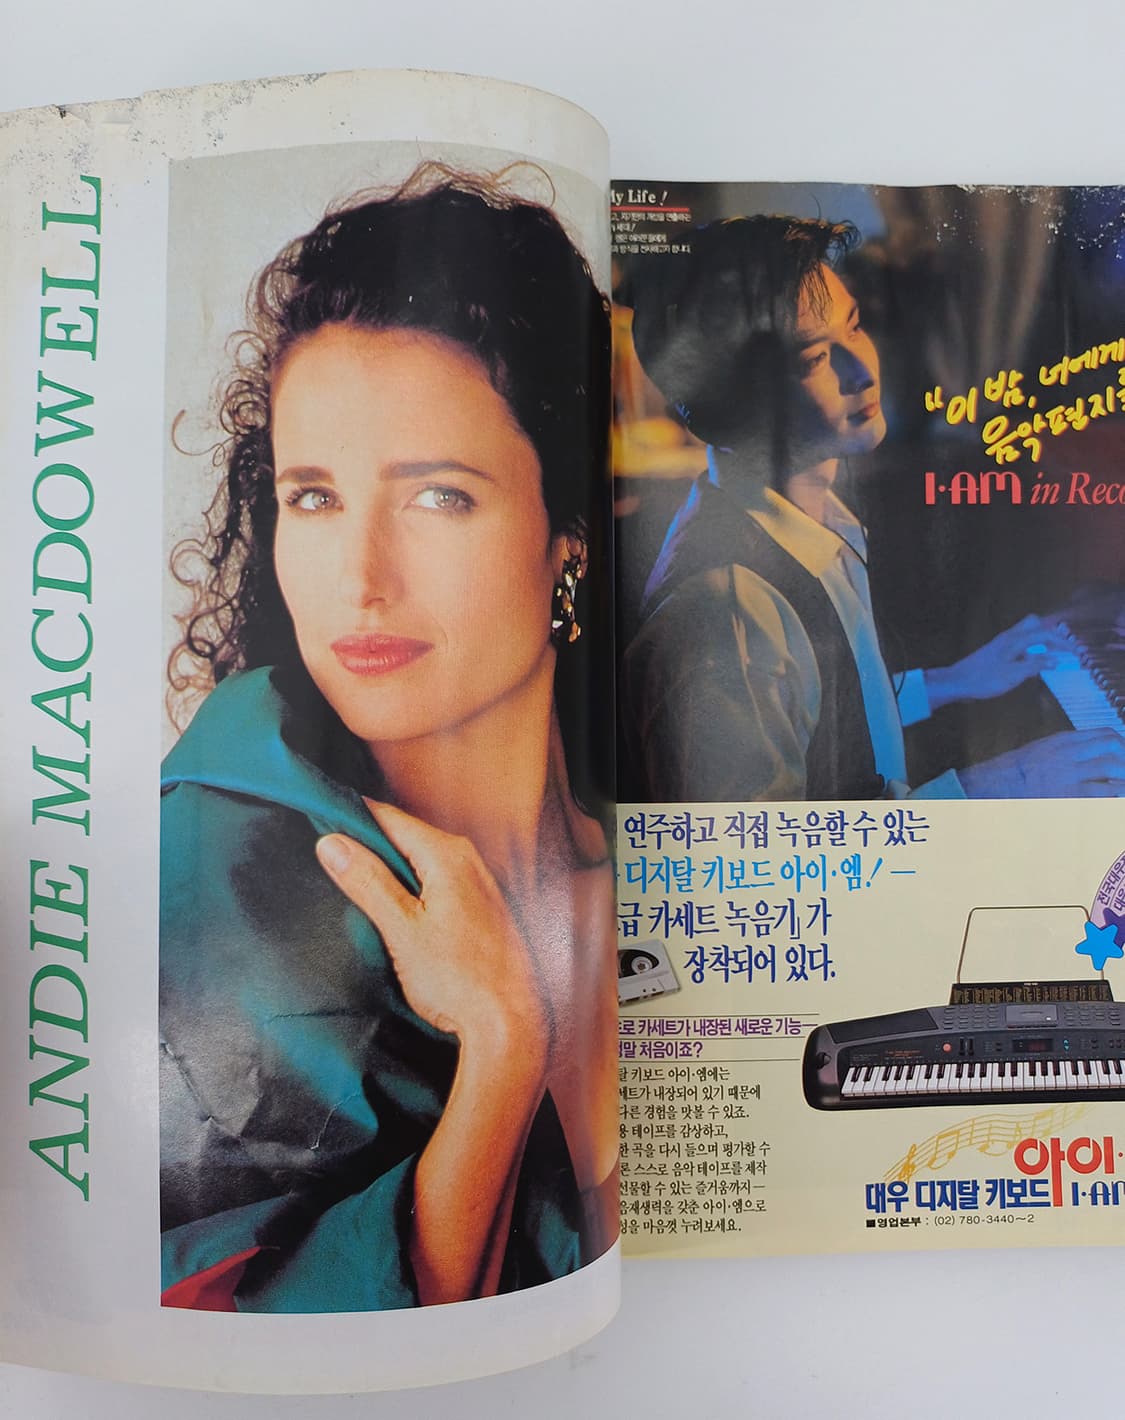 ANDIE MACDOWELL
My Life!
"이 밤, 너에게
음악편지를
I·AM in Reco
연주하고 직접 녹음할 수 있는
디지탈 키보드 아이·엠! —
급 카세트 녹음기』가
장착되어 있다.
로 카세트가 내장된 새로운 기능—
정말 처음이죠?
탈 키보드 아이·엠에는
세트가 내장되어 있기 때문에
다른 경험을 맛볼 수 있죠.
용 테이프를 감상하고,
한 곡을 다시 들으며 평가할 수
론 스스로 음악 테이프를 제작
선물할 수 있는 즐거움까지—
음재생력을 갖춘 아이·엠으로
성을 마음껏 누려보세요.
아이·
대우 디지탈 키보드 I·AM
■영업본부 : (02) 780-3440~2